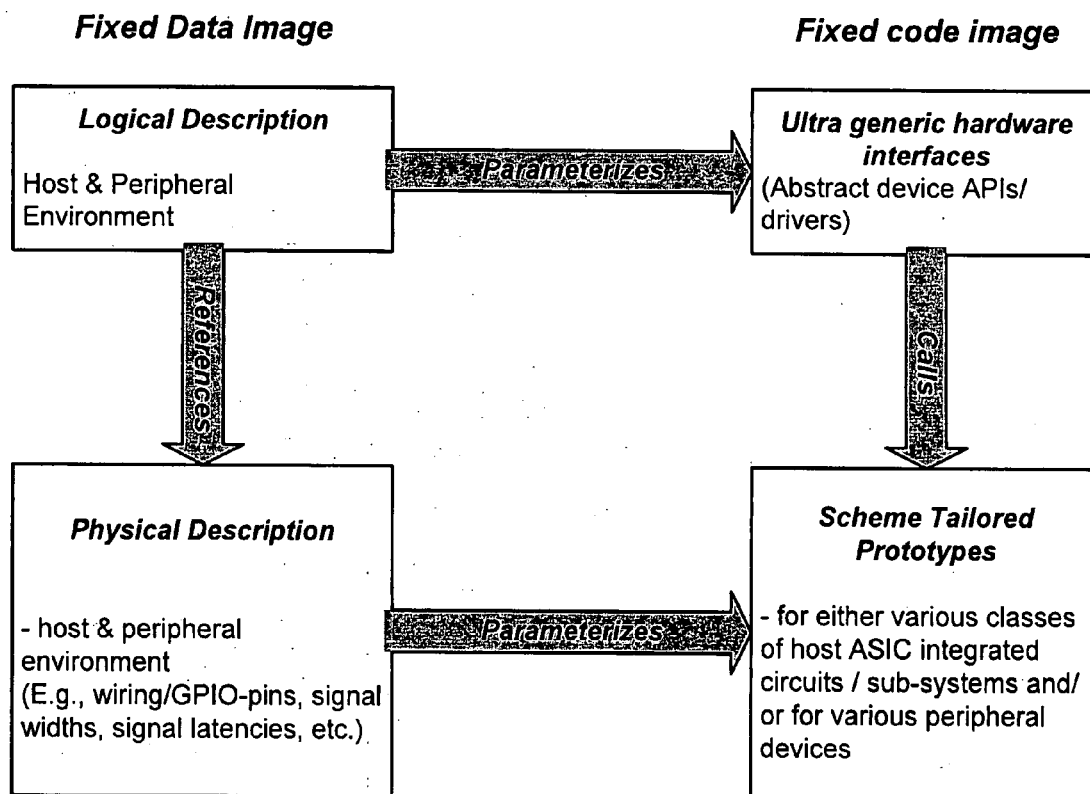 Fixed Data Image
Fixed code image
Logical Description
Host & Peripheral
Environment
Parameterizes
Ultra generic hardware
interfaces
(Abstract device APIs/
drivers)
References
Calls
Physical Description
- host & peripheral
environment
(E.g., wiring/GPIO-pins, signal
widths, signal latencies, etc.)
Parameterizes
Scheme Tailored
Prototypes
- for either various classes
of host ASIC integrated
circuits / sub-systems and/
or for various peripheral
devices